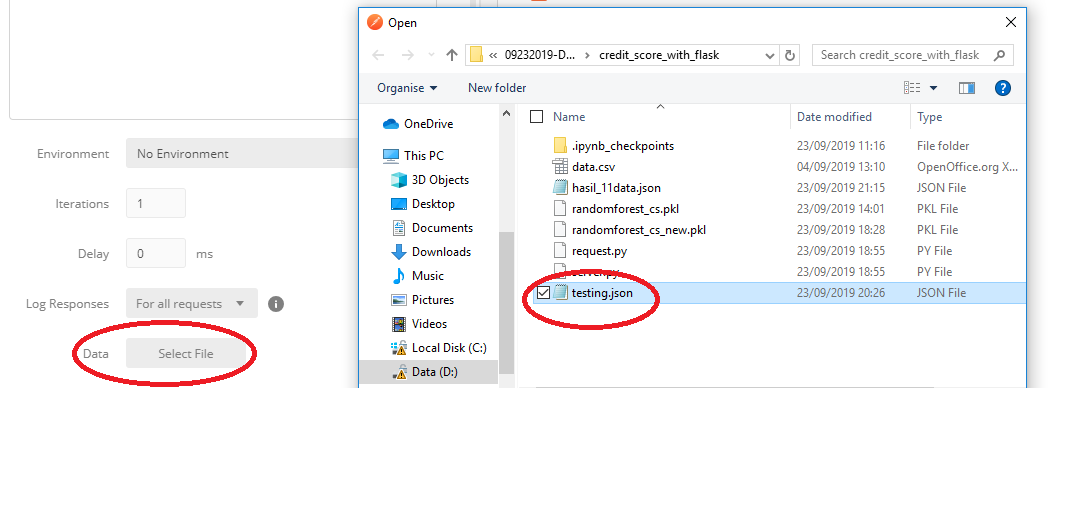 Environment
No Environment
Iterations
1
Delay
0
ms
Log Responses
For all requests
Data
Select File
Open
« 09232019-D... › credit_score_with_flask
Search credit_score_with_flask
Organise
New folder
OneDrive
This PC
3D Objects
Desktop
Documents
Downloads
Music
Pictures
Videos
Local Disk (C:)
Data (D:)
Name Date modified Type
.ipynb_checkpoints 23/09/2019 11:16 File folder
data.csv 04/09/2019 13:10 OpenOffice.org X...
hasil_11data.json 23/09/2019 21:15 JSON File
randomforest_cs.pkl 23/09/2019 14:01 PKL File
randomforest_cs_new.pkl 23/09/2019 18:28 PKL File
request.py 23/09/2019 18:55 PY File
server.py 23/09/2019 18:55 PY File
testing.json 23/09/2019 20:26 JSON File